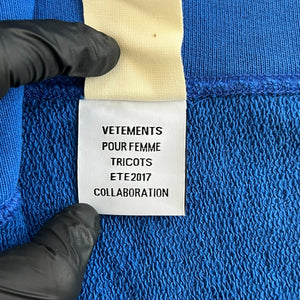 VETEMENTS
POUR FEMME
TRICOTS
ETE2017
COLLABORATION